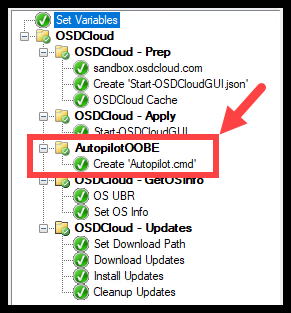 Set Variables
OSDCloud
OSDCloud - Prep
sandbox.osdcloud.com
Create 'Start-OSDCloudGUI.json'
OSDCloud Cache
OSDCloud - Apply
Start-OSDCloudGUI
AutopilotOOBE
Create 'Autopilot.cmd'
OSDCloud - GetOSInfo
OS UBR
Set OS Info
OSDCloud - Updates
Set Download Path
Download Updates
Install Updates
Cleanup Updates